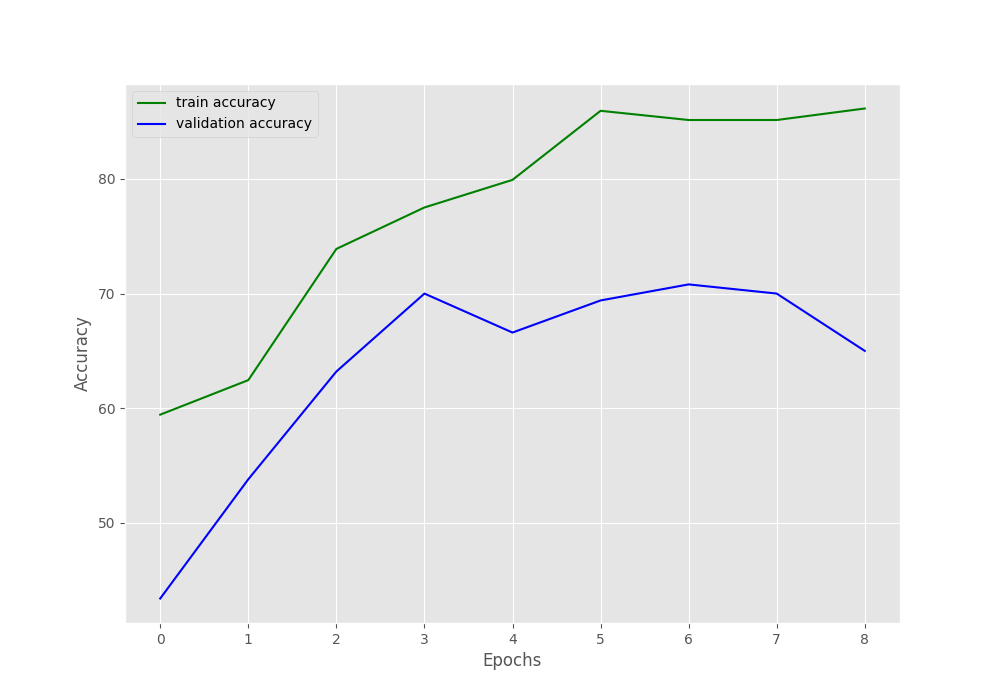 train accuracy
validation accuracy
80
70
60
50
Accuracy
0 1 2 3 4 5 6 7 8
Epochs